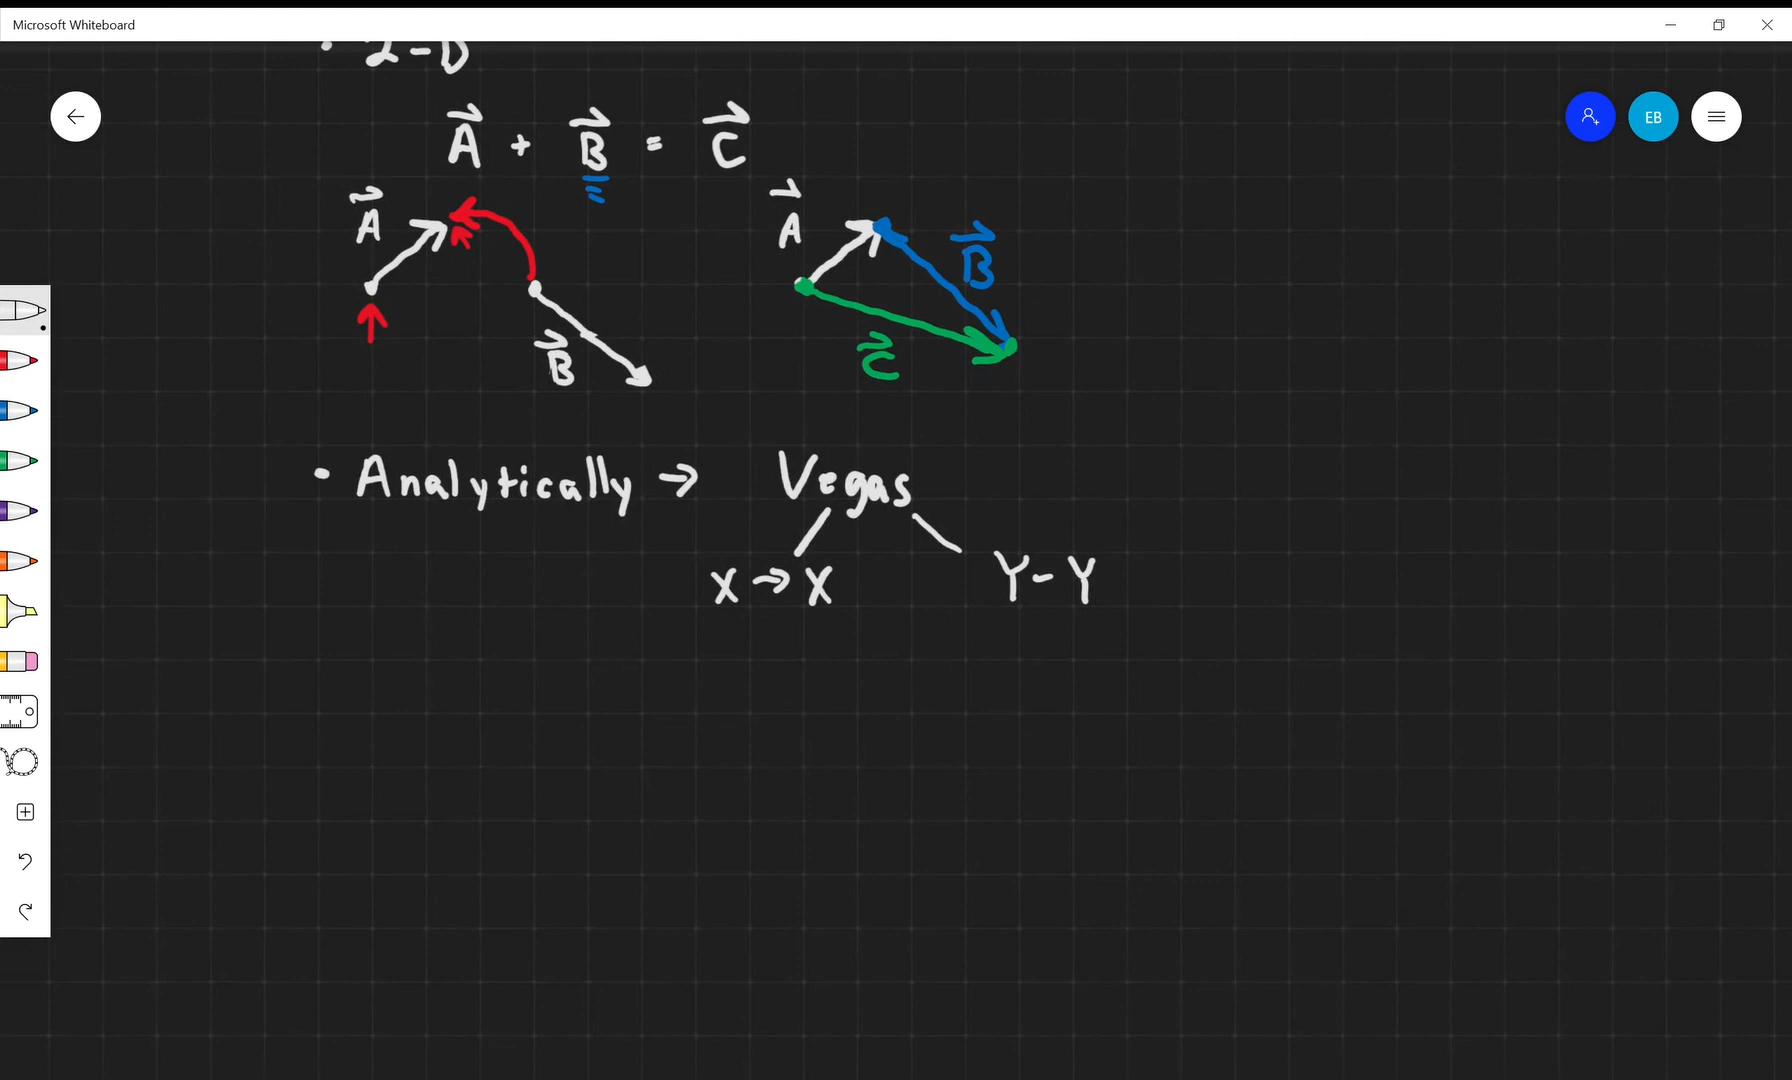 Microsoft Whiteboard
• 2-D
A⃗ + B⃗ = C⃗
EB
A⃗
A⃗
B⃗
B⃗
C⃗
• Analytically → Vegas
X → X Y - Y